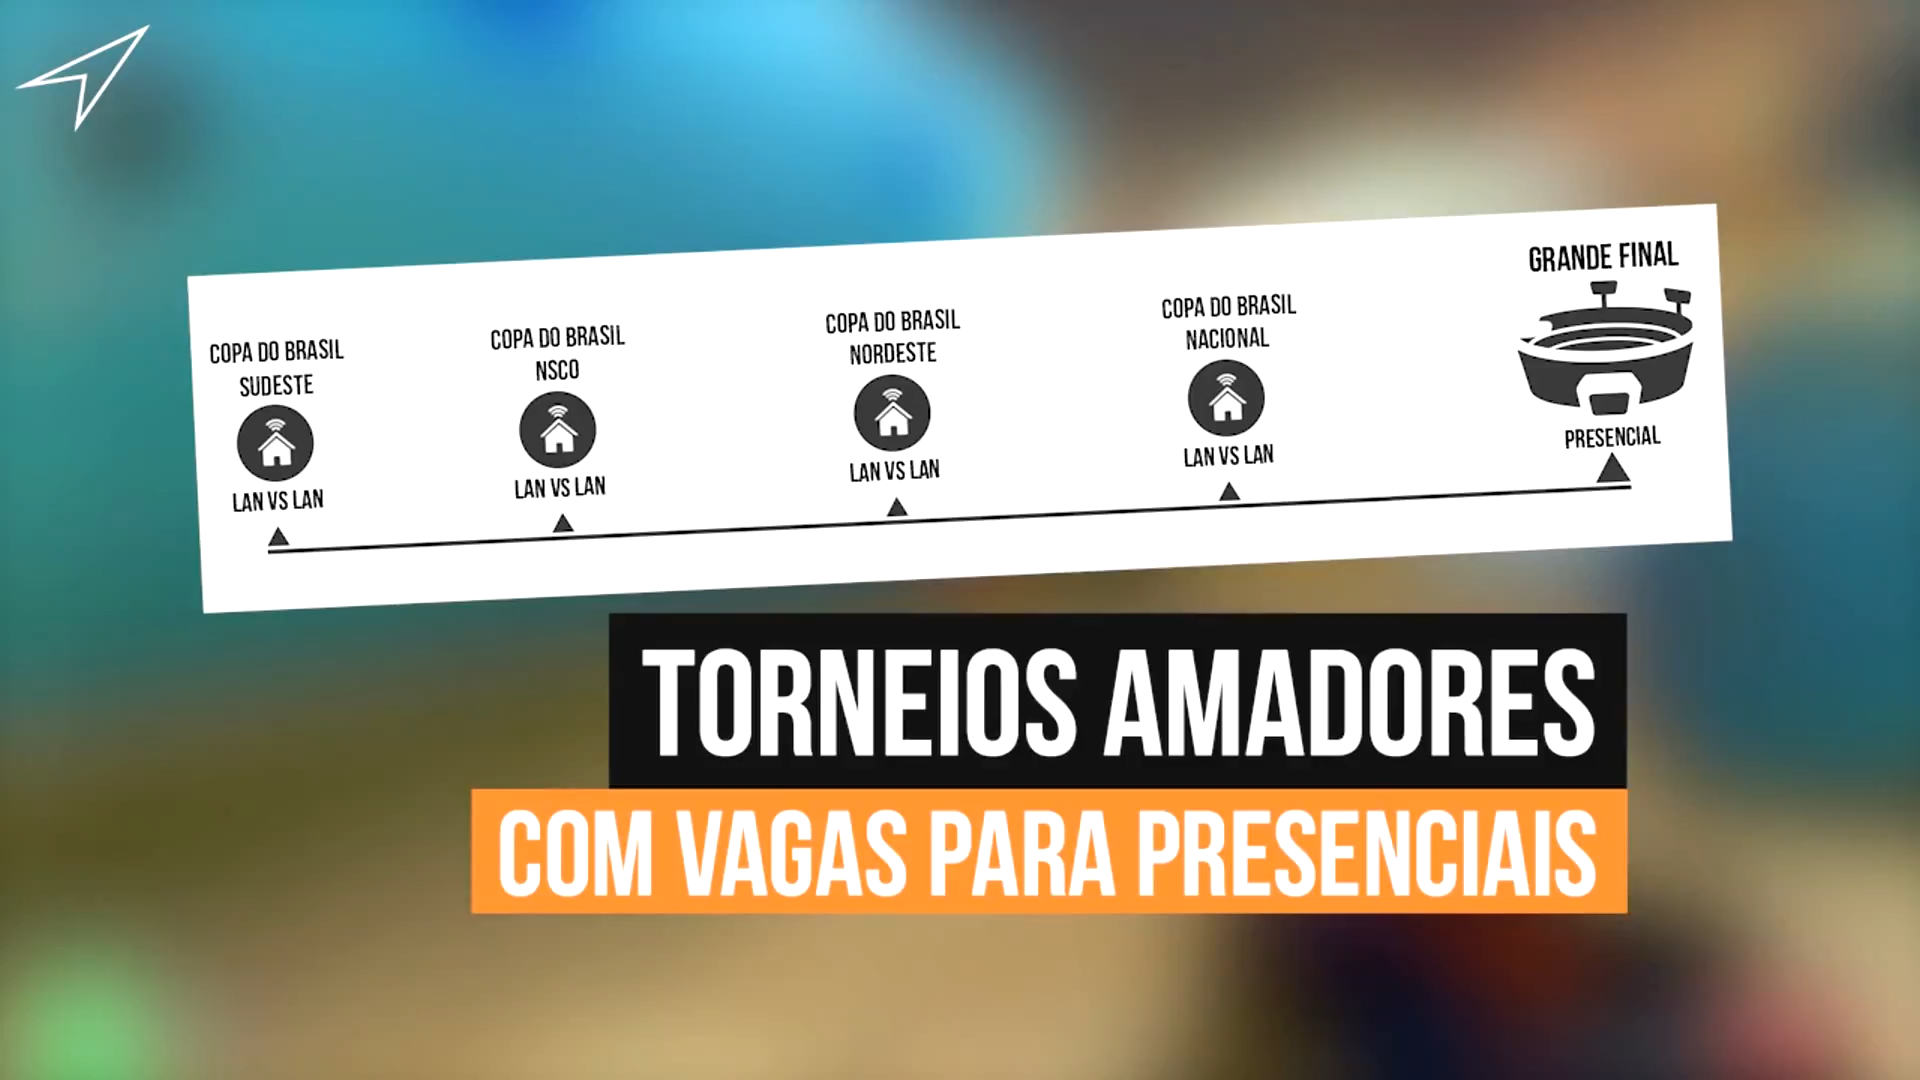 COPA DO BRASIL
SUDESTE
LAN VS LAN
COPA DO BRASIL
NSCO
LAN VS LAN
COPA DO BRASIL
NORDESTE
LAN VS LAN
COPA DO BRASIL
NACIONAL
LAN VS LAN
GRANDE FINAL
PRESENCIAL
TORNEIOS AMADORES
COM VAGAS PARA PRESENCIAIS